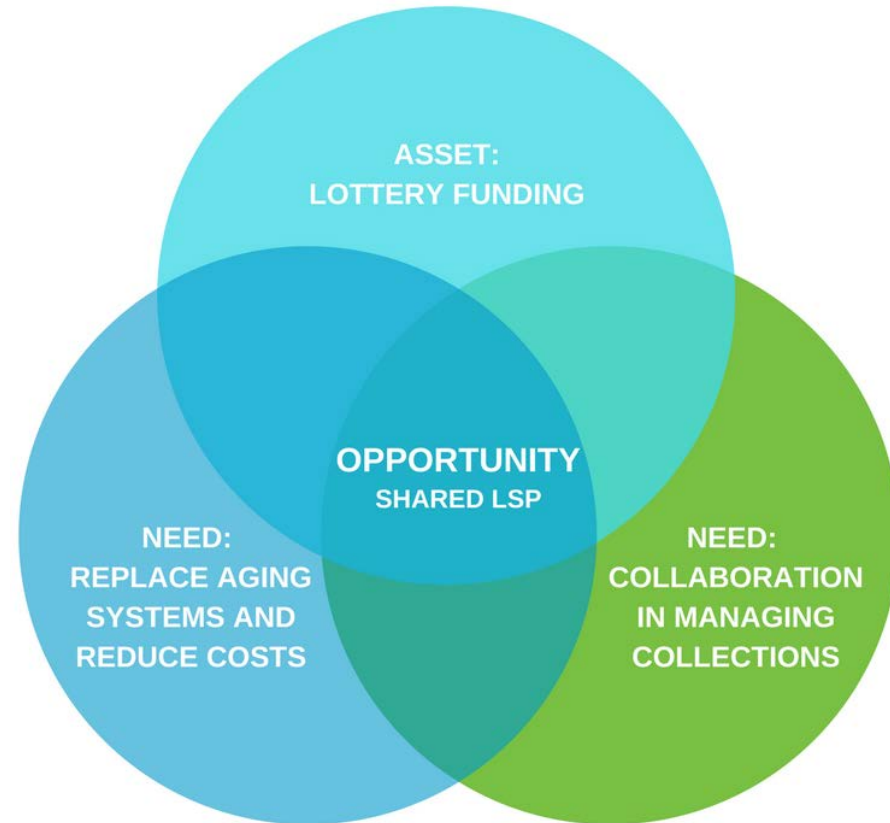 ASSET:
LOTTERY FUNDING
OPPORTUNITY
SHARED LSP
NEED:
REPLACE AGING
SYSTEMS AND
REDUCE COSTS
NEED:
COLLABORATION
IN MANAGING
COLLECTIONS